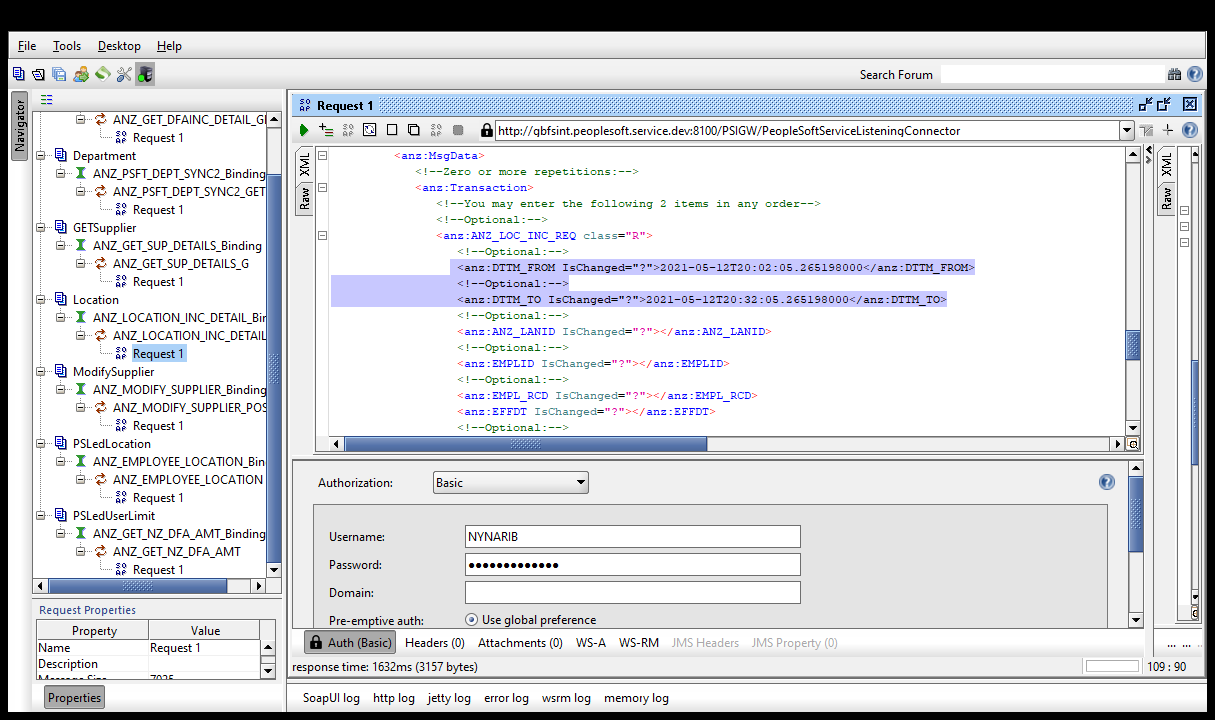 File Tools Desktop Help
Search Forum
Navigator
ANZ_GET_DFAINC_DETAIL_G
Request 1
Department
ANZ_PSFT_DEPT_SYNC2_Binding
ANZ_PSFT_DEPT_SYNC2_GET
Request 1
GETSupplier
ANZ_GET_SUP_DETAILS_Binding
ANZ_GET_SUP_DETAILS_G
Request 1
Location
ANZ_LOCATION_INC_DETAIL_Bin
ANZ_LOCATION_INC_DETAIL
Request 1
ModifySupplier
ANZ_MODIFY_SUPPLIER_Binding
ANZ_MODIFY_SUPPLIER_POS
Request 1
PSLedLocation
ANZ_EMPLOYEE_LOCATION_Bin
ANZ_EMPLOYEE_LOCATION
Request 1
PSLedUserLimit
ANZ_GET_NZ_DFA_AMT_Binding
ANZ_GET_NZ_DFA_AMT
Request 1
Request Properties
Property Value
Name Request 1
Description
Message Size 7025
Properties
Request 1
http://qbfsint.peoplesoft.service.dev:8100/PSIGW/PeopleSoftServiceListeningConnector
XML
Raw
<anz:MsgData>
<!--Zero or more repetitions:-->
<anz:Transaction>
<!--You may enter the following 2 items in any order-->
<!--Optional:-->
<anz:ANZ_LOC_INC_REQ class="R">
<!--Optional:-->
<anz:DTTM_FROM IsChanged="?">2021-05-12T20:02:05.265198000</anz:DTTM_FROM>
<!--Optional:-->
<anz:DTTM_TO IsChanged="?">2021-05-12T20:32:05.265198000</anz:DTTM_TO>
<!--Optional:-->
<anz:ANZ_LANID IsChanged="?"></anz:ANZ_LANID>
<!--Optional:-->
<anz:EMPLID IsChanged="?"></anz:EMPLID>
<!--Optional:-->
<anz:EMPL_RCD IsChanged="?"></anz:EMPL_RCD>
<anz:EFFDT IsChanged="?"></anz:EFFDT>
<!--Optional:-->
XML
Raw
Authorization: Basic
Username: NYNARIB
Password: •••••••••••••
Domain:
Pre-emptive auth: Use global preference
Auth (Basic) Headers (0) Attachments (0) WS-A WS-RM JMS Headers JMS Property (0)
... ...
response time: 1632ms (3157 bytes) 109 : 90
SoapUI log http log jetty log error log wsrm log memory log